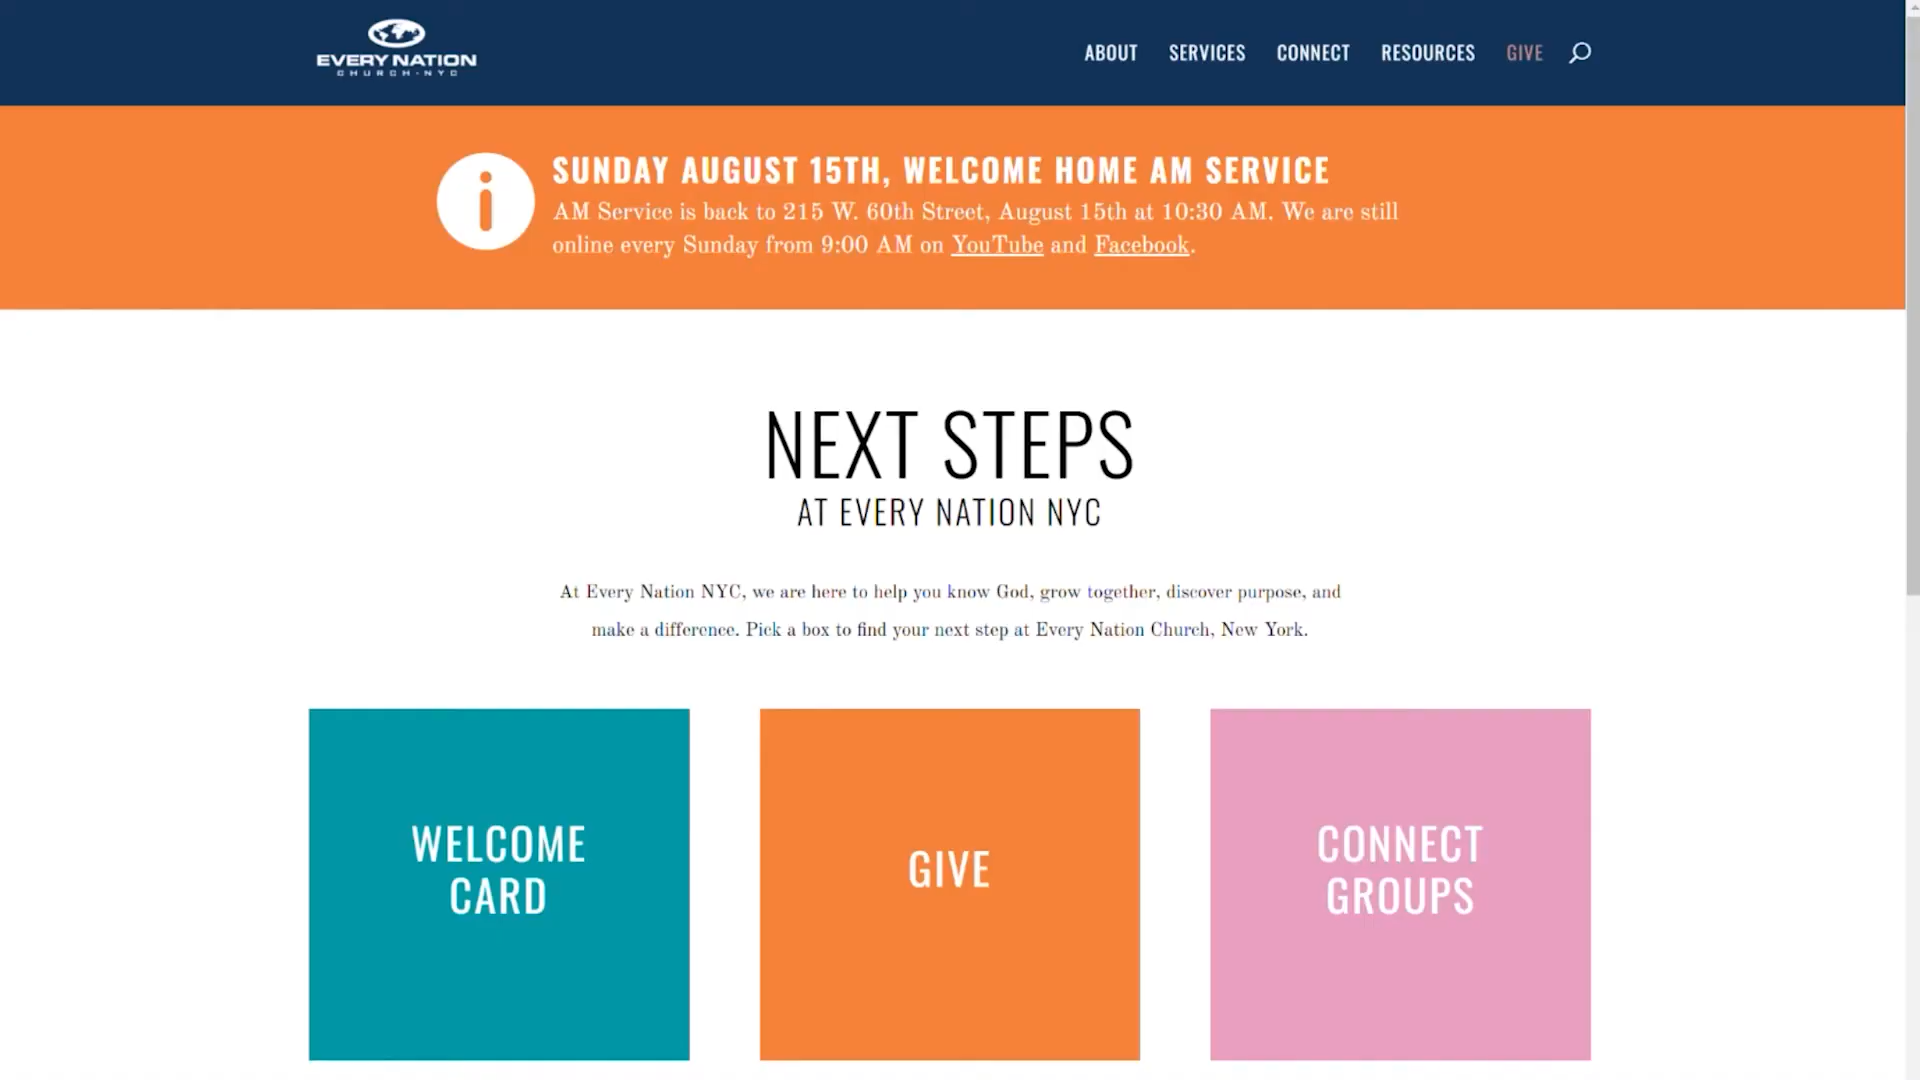 EVERY NATION
CHURCH · NYC
ABOUT SERVICES CONNECT RESOURCES GIVE
SUNDAY AUGUST 15TH, WELCOME HOME AM SERVICE
AM Service is back to 215 W. 60th Street, August 15th at 10:30 AM. We are still
online every Sunday from 9:00 AM on YouTube and Facebook.
NEXT STEPS
AT EVERY NATION NYC
At Every Nation NYC, we are here to help you know God, grow together, discover purpose, and
make a difference. Pick a box to find your next step at Every Nation Church, New York.
WELCOME
CARD
GIVE
CONNECT
GROUPS